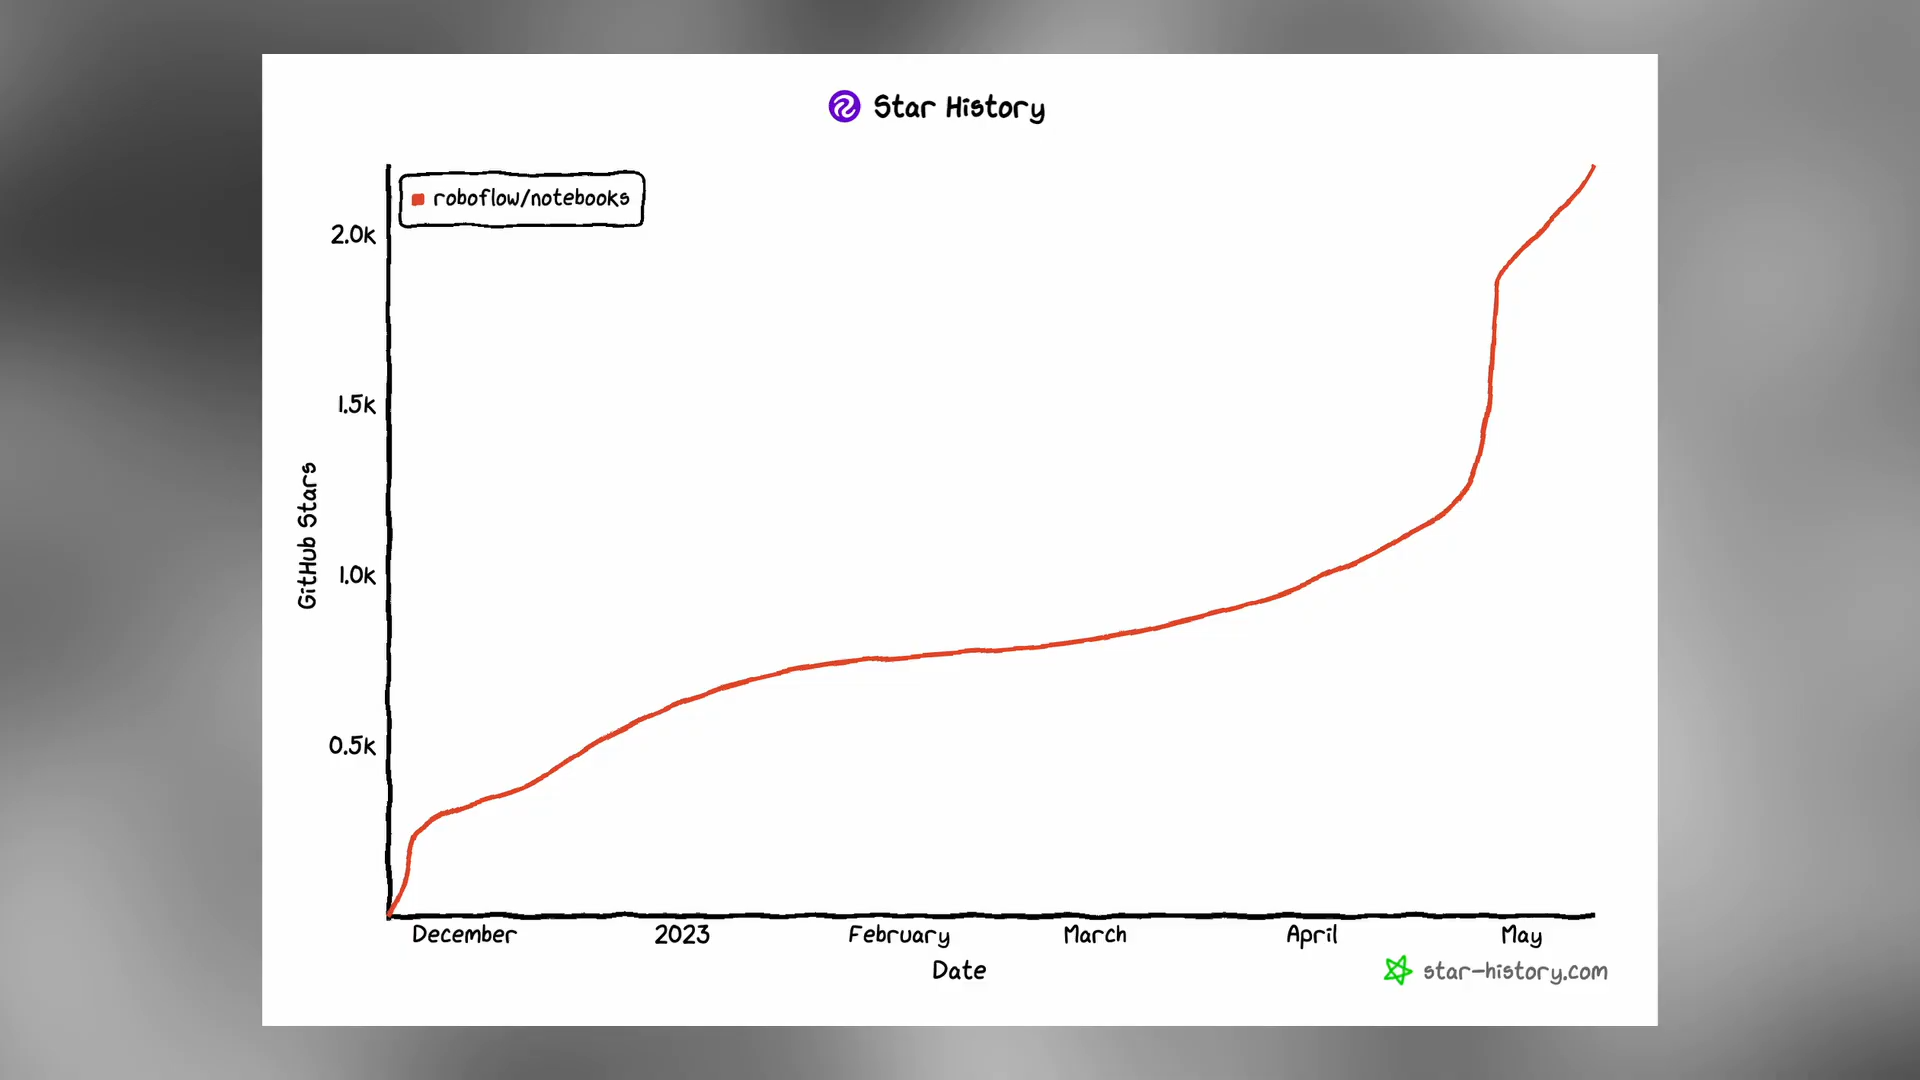 Star History
roboflow/notebooks
2.0k
1.5k
1.0k
0.5k
GitHub Stars
December 2023 February March April May
Date
star-history.com